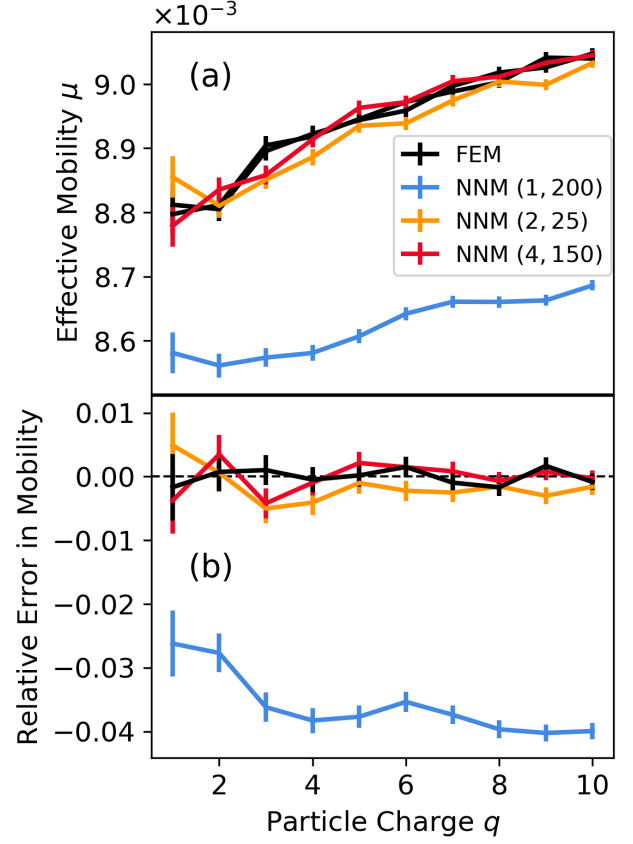 ×10⁻³
(a)
Effective Mobility μ
9.0
8.9
8.8
8.7
8.6
FEM
NNM (1, 200)
NNM (2, 25)
NNM (4, 150)
Relative Error in Mobility
0.01
0.00
−0.01
−0.02
−0.03
−0.04
(b)
2 4 6 8 10
Particle Charge q